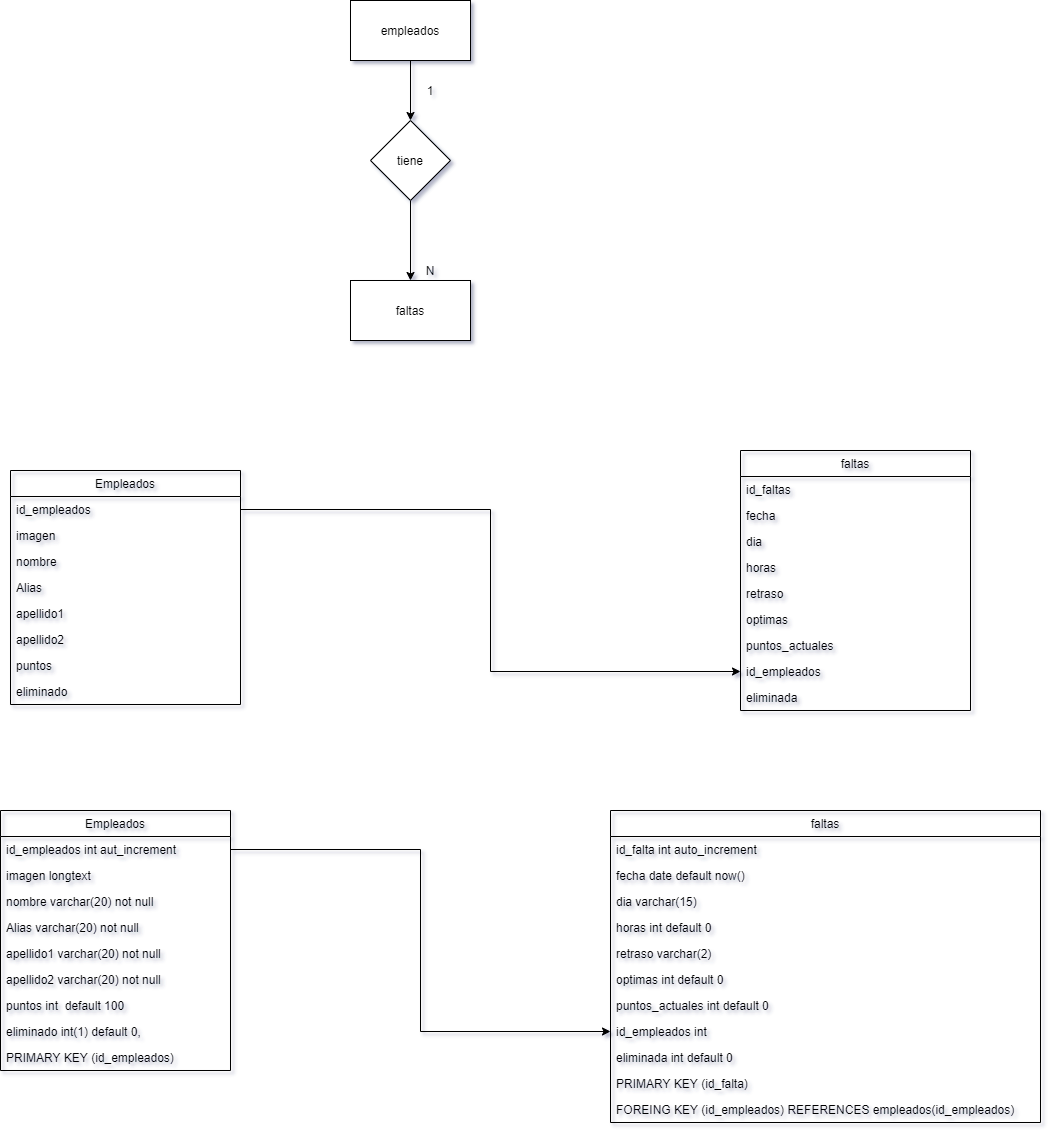 empleados
1
tiene
N
faltas
Empleados
id_empleados
imagen
nombre
Alias
apellido1
apellido2
puntos
eliminado
faltas
id_faltas
fecha
dia
horas
retraso
optimas
puntos_actuales
id_empleados
eliminada
Empleados
id_empleados int aut_increment
imagen longtext
nombre varchar(20) not null
Alias varchar(20) not null
apellido1 varchar(20) not null
apellido2 varchar(20) not null
puntos int  default 100
eliminado int(1) default 0,
PRIMARY KEY (id_empleados)
faltas
id_falta int auto_increment
fecha date default now()
dia varchar(15)
horas int default 0
retraso varchar(2)
optimas int default 0
puntos_actuales int default 0
id_empleados int
eliminada int default 0
PRIMARY KEY (id_falta)
FOREING KEY (id_empleados) REFERENCES empleados(id_empleados)